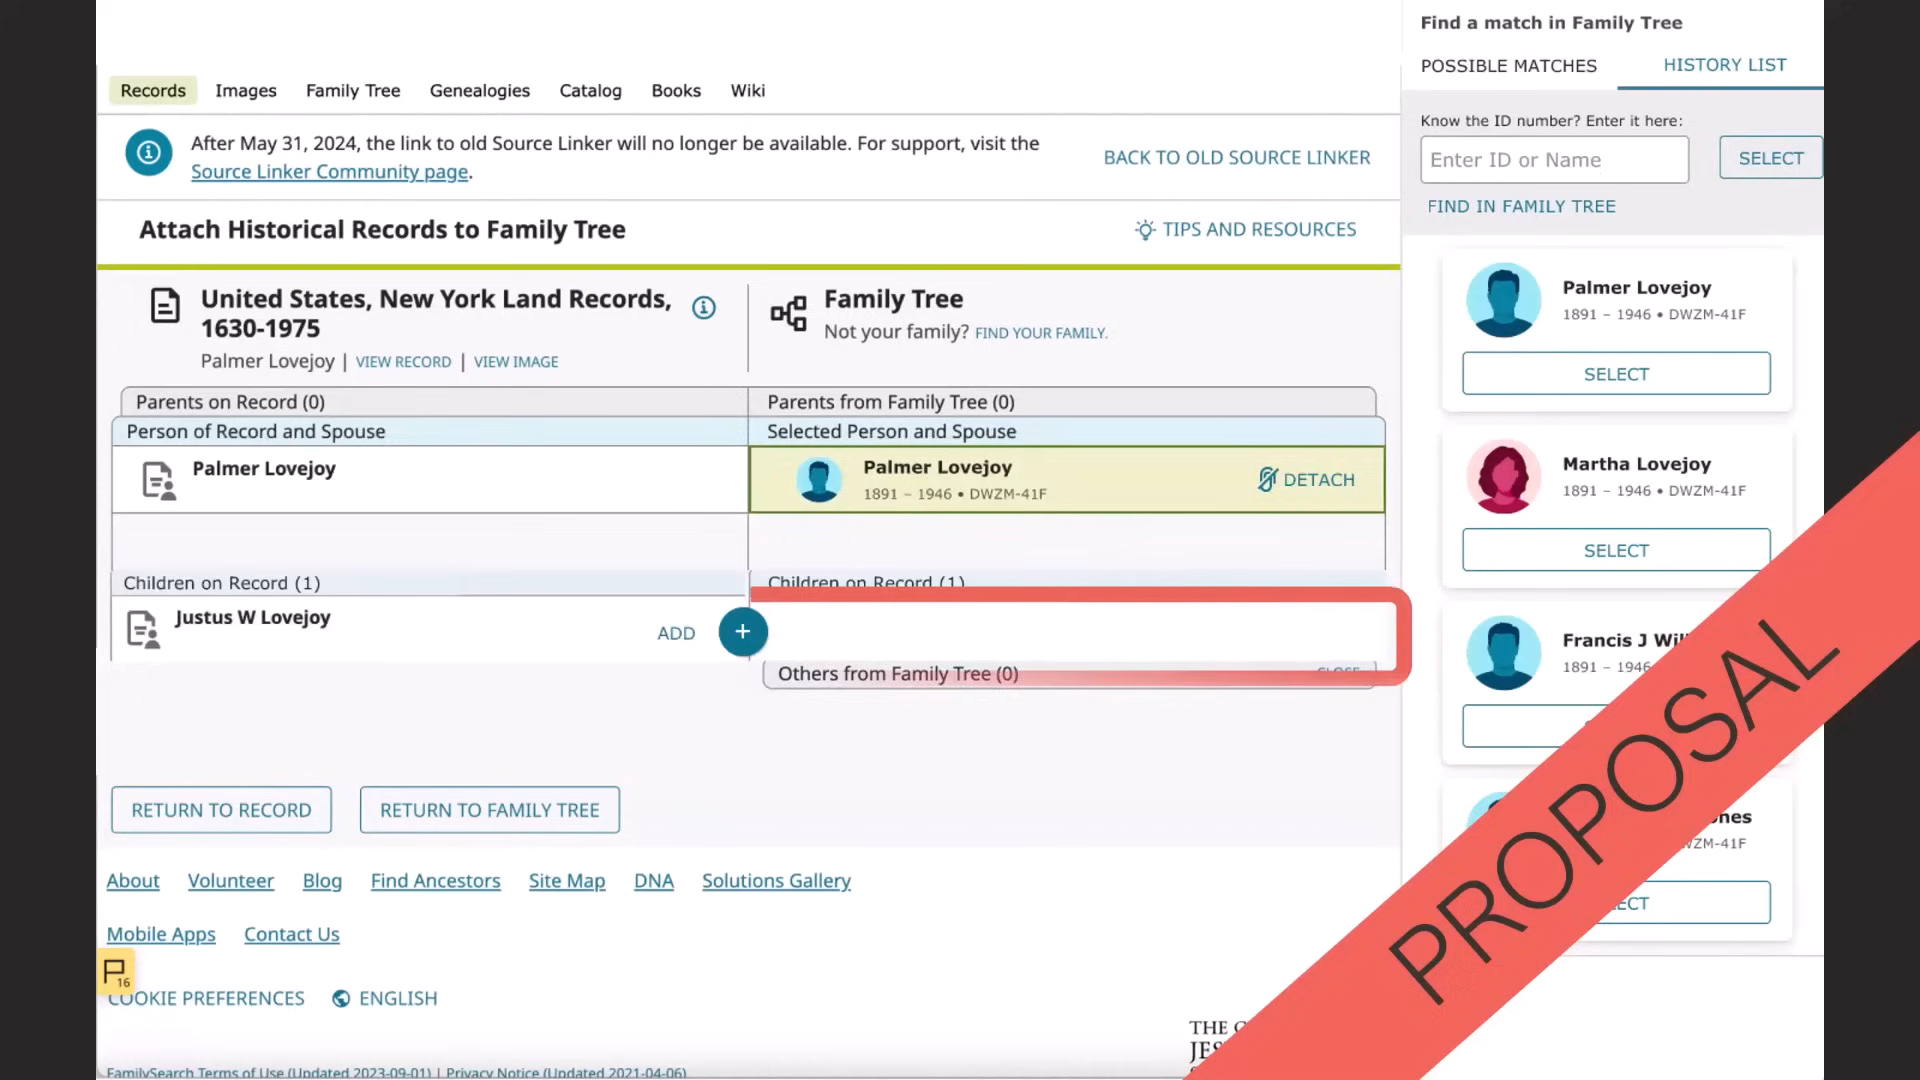 Records Images Family Tree Genealogies Catalog Books Wiki
After May 31, 2024, the link to old Source Linker will no longer be available. For support, visit the
Source Linker Community page.
BACK TO OLD SOURCE LINKER
Attach Historical Records to Family Tree
TIPS AND RESOURCES
United States, New York Land Records,
1630-1975
Palmer Lovejoy | VIEW RECORD | VIEW IMAGE
Family Tree
Not your family? FIND YOUR FAMILY.
Parents on Record (0)
Parents from Family Tree (0)
Person of Record and Spouse
Selected Person and Spouse
Palmer Lovejoy
Palmer Lovejoy
1891 – 1946 • DWZM-41F
DETACH
Children on Record (1)
Children on Record (1)
Justus W Lovejoy
ADD
+
Others from Family Tree (0)
CLOSE
RETURN TO RECORD
RETURN TO FAMILY TREE
About Volunteer Blog Find Ancestors Site Map DNA Solutions Gallery
Mobile Apps Contact Us
16
COOKIE PREFERENCES
ENGLISH
THE
FamilySearch Terms of Use (Updated 2023-09-01) | Privacy Notice (Updated 2021-04-06)
Find a match in Family Tree
POSSIBLE MATCHES
HISTORY LIST
Know the ID number? Enter it here:
Enter ID or Name
SELECT
FIND IN FAMILY TREE
Palmer Lovejoy
1891 – 1946 • DWZM-41F
SELECT
Martha Lovejoy
1891 – 1946 • DWZM-41F
SELECT
Francis J
1891 – 1946
PROPOSAL